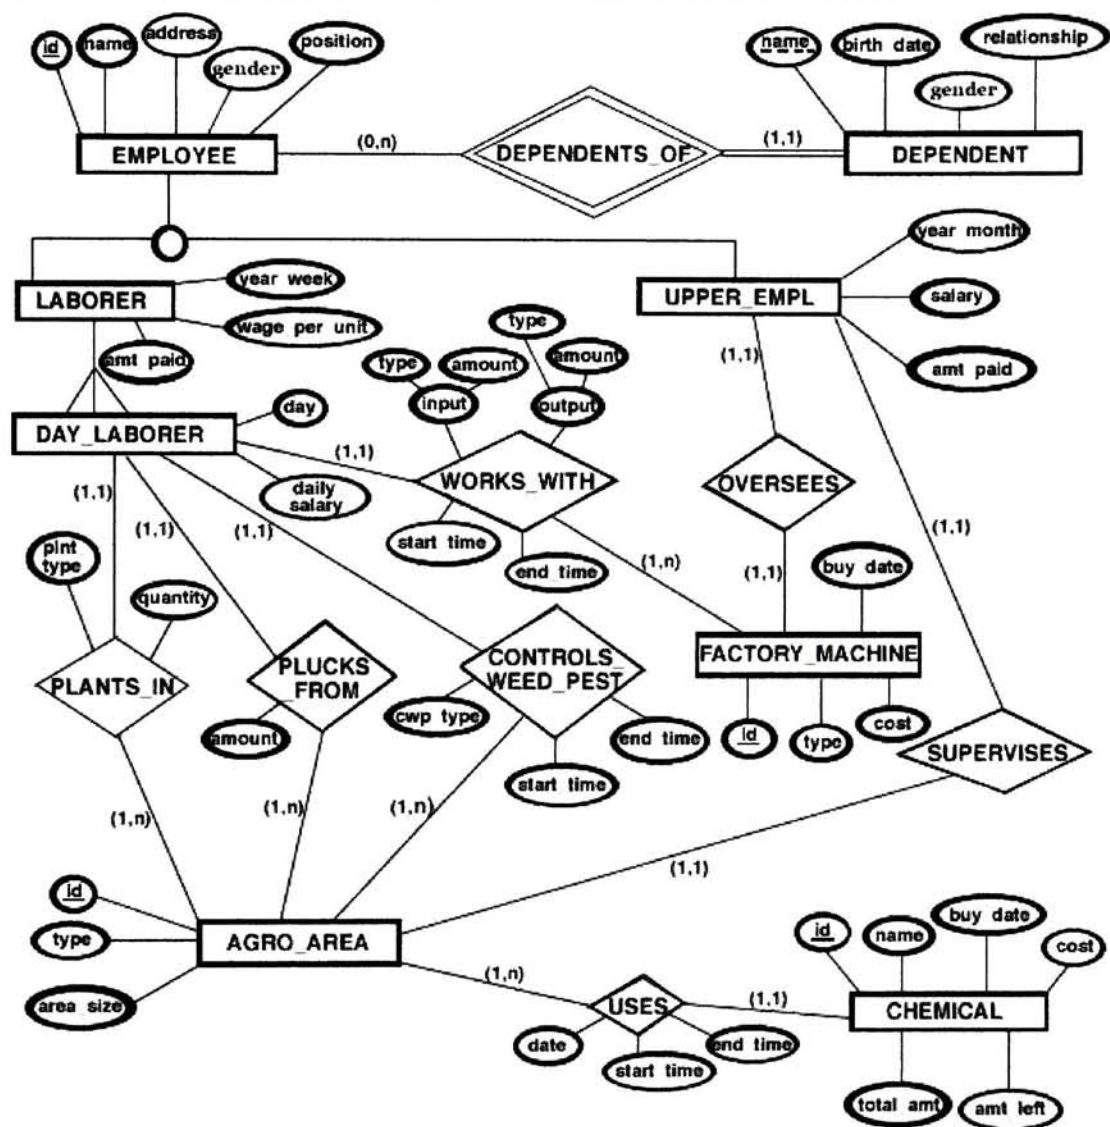 id
name
address
gender
position
name
birth date
gender
relationship
EMPLOYEE
(0,n)
DEPENDENTS_OF
(1,1)
DEPENDENT
year month
LABORER
year week
UPPER_EMPL
salary
wage per unit
type
amt paid
type
amount
amount
(1,1)
amt paid
input
output
day
DAY_LABORER
(1,1)
WORKS_WITH
OVERSEES
(1,1)
daily
salary
(1,1)
(1,1)
start time
(1,1)
plnt
type
end time
(1,n)
(1,1)
buy date
quantity
PLANTS_IN
PLUCKS
_FROM
CONTROLS_
WEED_PEST
FACTORY_MACHINE
amount
cwp type
end time
id
type
cost
SUPERVISES
start time
(1,n)
(1,n)
(1,n)
(1,1)
id
type
AGRO_AREA
area size
(1,n)
USES
(1,1)
id
name
buy date
cost
CHEMICAL
date
start time
end time
total amt
amt left